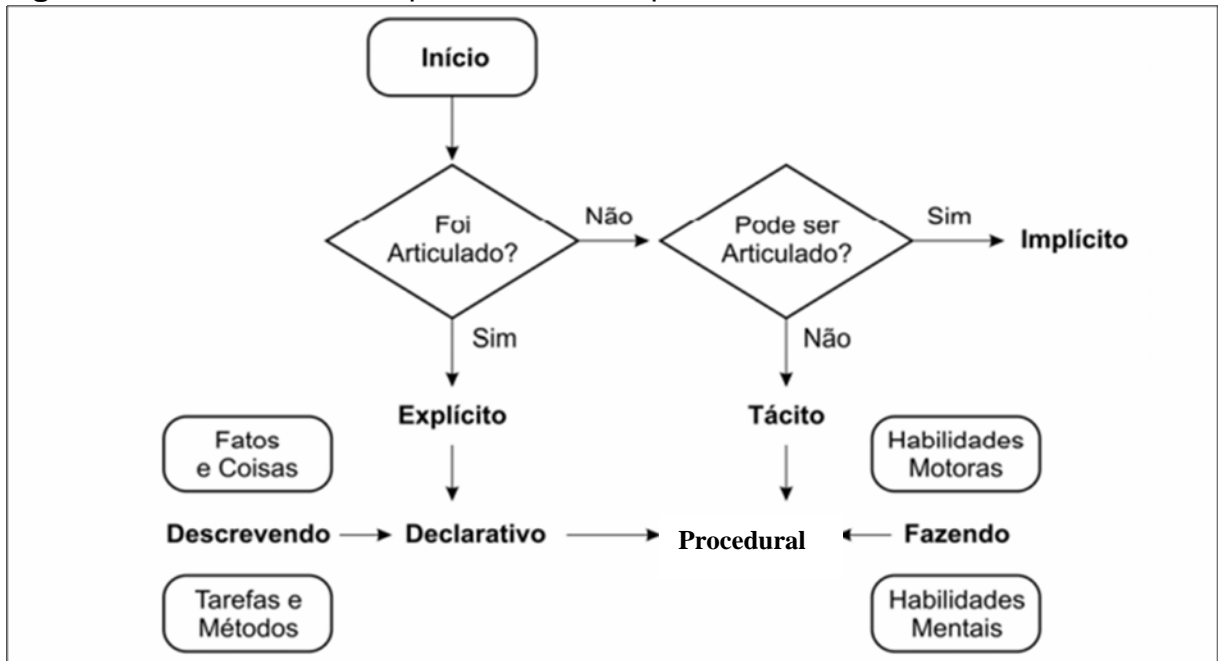 Início
Foi
Articulado?
Não
Pode ser
Articulado?
Sim
Implícito
Sim
Não
Explícito
Tácito
Fatos
e Coisas
Habilidades
Motoras
Descrevendo
Declarativo
Procedural
Fazendo
Tarefas e
Métodos
Habilidades
Mentais